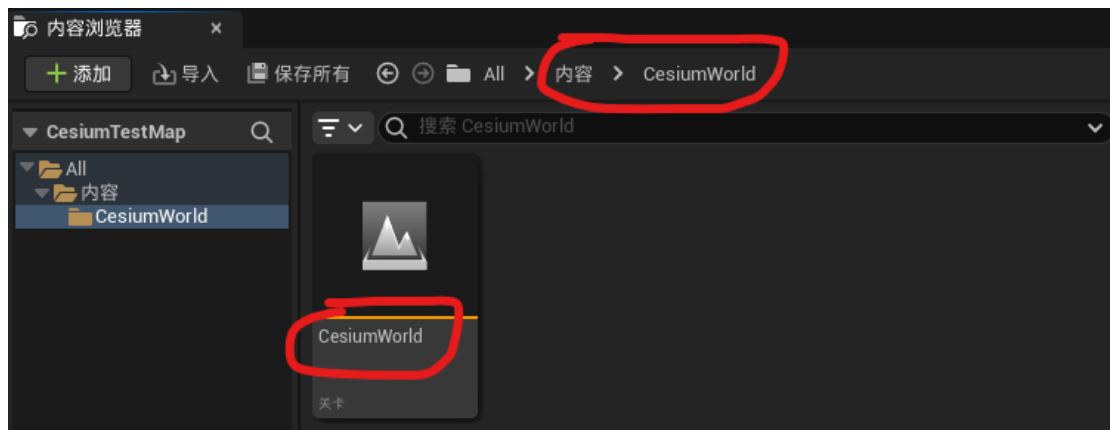 内容浏览器
添加 导入 保存所有 All 内容 CesiumWorld
CesiumTestMap
搜索 CesiumWorld
All
内容
CesiumWorld
CesiumWorld
关卡